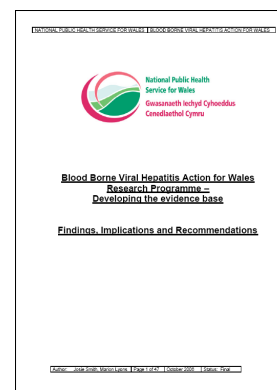 NATIONAL PUBLIC HEALTH SERVICE FOR WALES | BLOOD BORNE VIRAL HEPATITIS ACTION FOR WALES
National Public Health
Service for Wales
Gwasanaeth Iechyd Cyhoeddus
Cenedlaethol Cymru
Blood Borne Viral Hepatitis Action for Wales
Research Programme –
Developing the evidence base
Findings, Implications and Recommendations
Author: Josie Smith, Marion Lyons | Page 1 of 47 | October 2006 | Status: Final